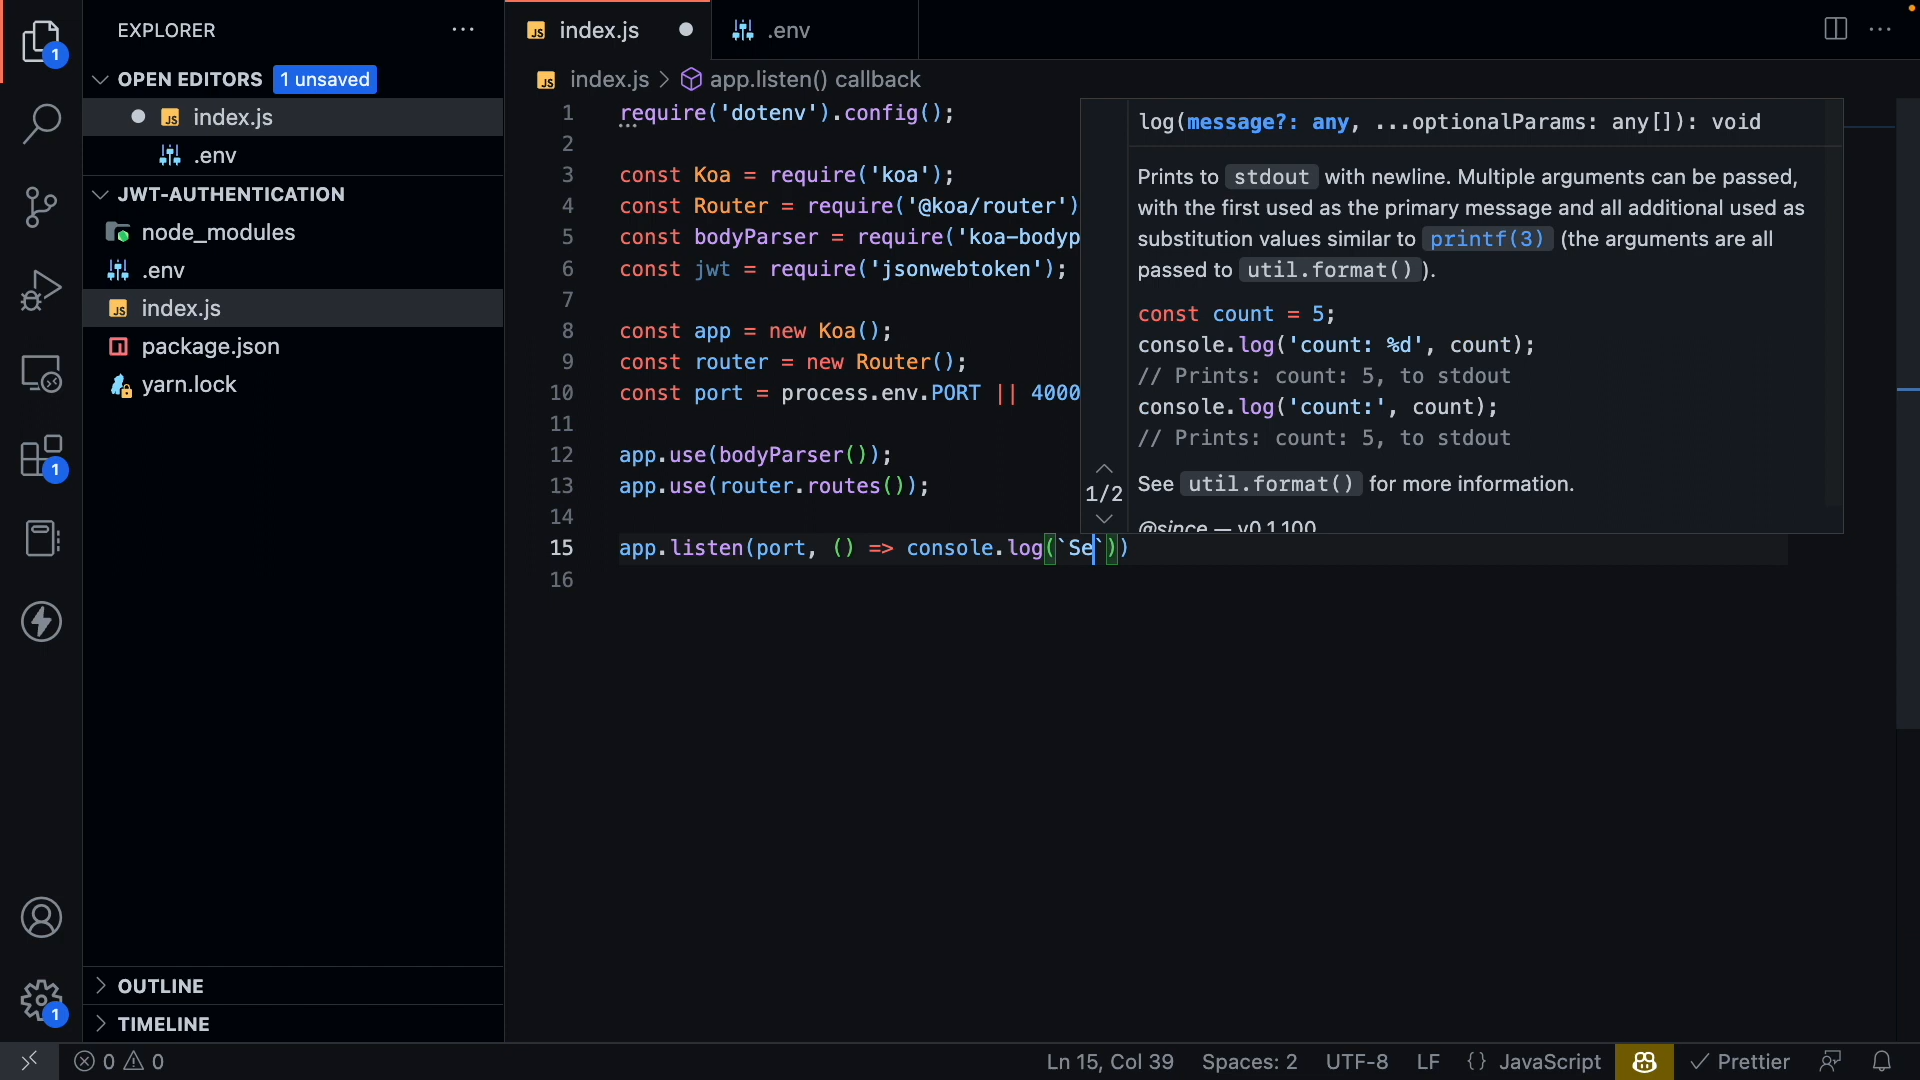 EXPLORER
OPEN EDITORS 1 unsaved
index.js
.env
JWT-AUTHENTICATION
node_modules
.env
index.js
package.json
yarn.lock
OUTLINE
TIMELINE
1
1
1
index.js
.env
index.js > app.listen() callback
1 require('dotenv').config();
2
3 const Koa = require('koa');
4 const Router = require('@koa/router')
5 const bodyParser = require('koa-bodyp
6 const jwt = require('jsonwebtoken');
7
8 const app = new Koa();
9 const router = new Router();
10 const port = process.env.PORT || 4000
11
12 app.use(bodyParser());
13 app.use(router.routes());
14
15 app.listen(port, () => console.log(`Se`))
16
log(message?: any, ...optionalParams: any[]): void
Prints to stdout with newline. Multiple arguments can be passed,
with the first used as the primary message and all additional used as
substitution values similar to printf(3) (the arguments are all
passed to util.format()).
const count = 5;
console.log('count: %d', count);
// Prints: count: 5, to stdout
console.log('count:', count);
// Prints: count: 5, to stdout
1/2
See util.format() for more information.
@since — v0.1.100
0 0
Ln 15, Col 39 Spaces: 2 UTF-8 LF {} JavaScript Prettier